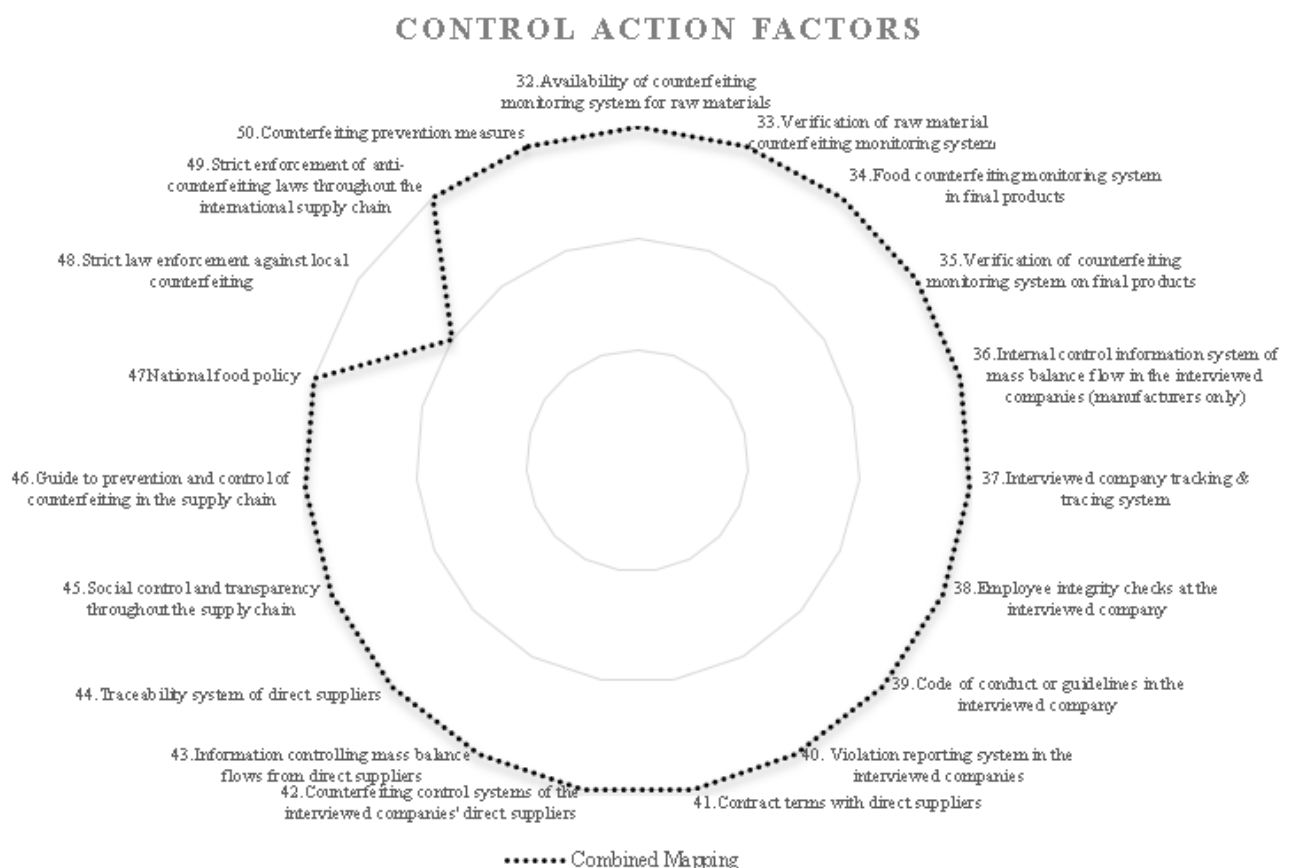 CONTROL ACTION FACTORS
32.Availability of counterfeiting
monitoring system for raw materials
33.Verification of raw material
counterfeiting monitoring system
34.Food counterfeiting monitoring system
in final products
35.Verification of counterfeiting
monitoring system on final products
36.Internal control information system of
mass balance flow in the interviewed
companies (manufacturers only)
37.Interviewed company tracking &
tracing system
38.Employee integrity checks at the
interviewed company
39.Code of conduct or guidelines in the
interviewed company
40. Violation reporting system in the
interviewed companies
41.Contract terms with direct suppliers
42.Counterfeiting control systems of the
interviewed companies' direct suppliers
43.Information controlling mass balance
flows from direct suppliers
44.Traceability system of direct suppliers
45.Social control and transparency
throughout the supply chain
46.Guide to prevention and control of
counterfeiting in the supply chain
47National food policy
48.Strict law enforcement against local
counterfeiting
49.Strict enforcement of anti-
counterfeiting laws throughout the
international supply chain
50.Counterfeiting prevention measures
Combined Mapping